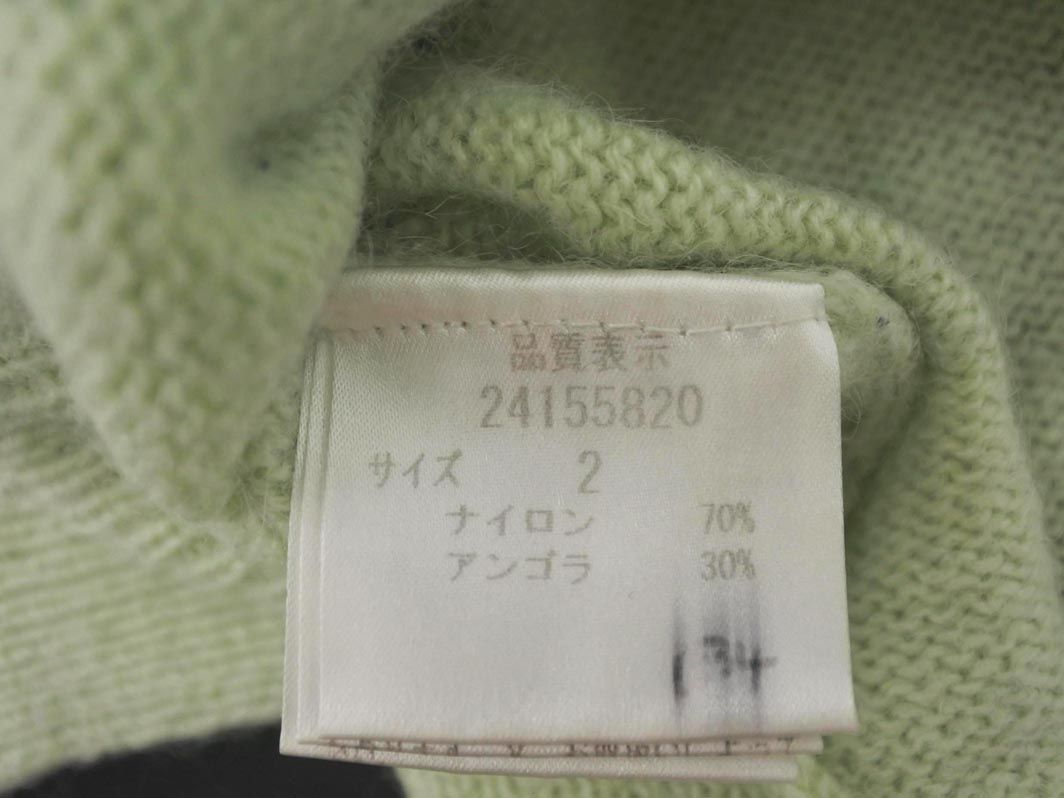 品質表示
24155820
サイズ 2
ナイロン 70%
アンゴラ 30%
134